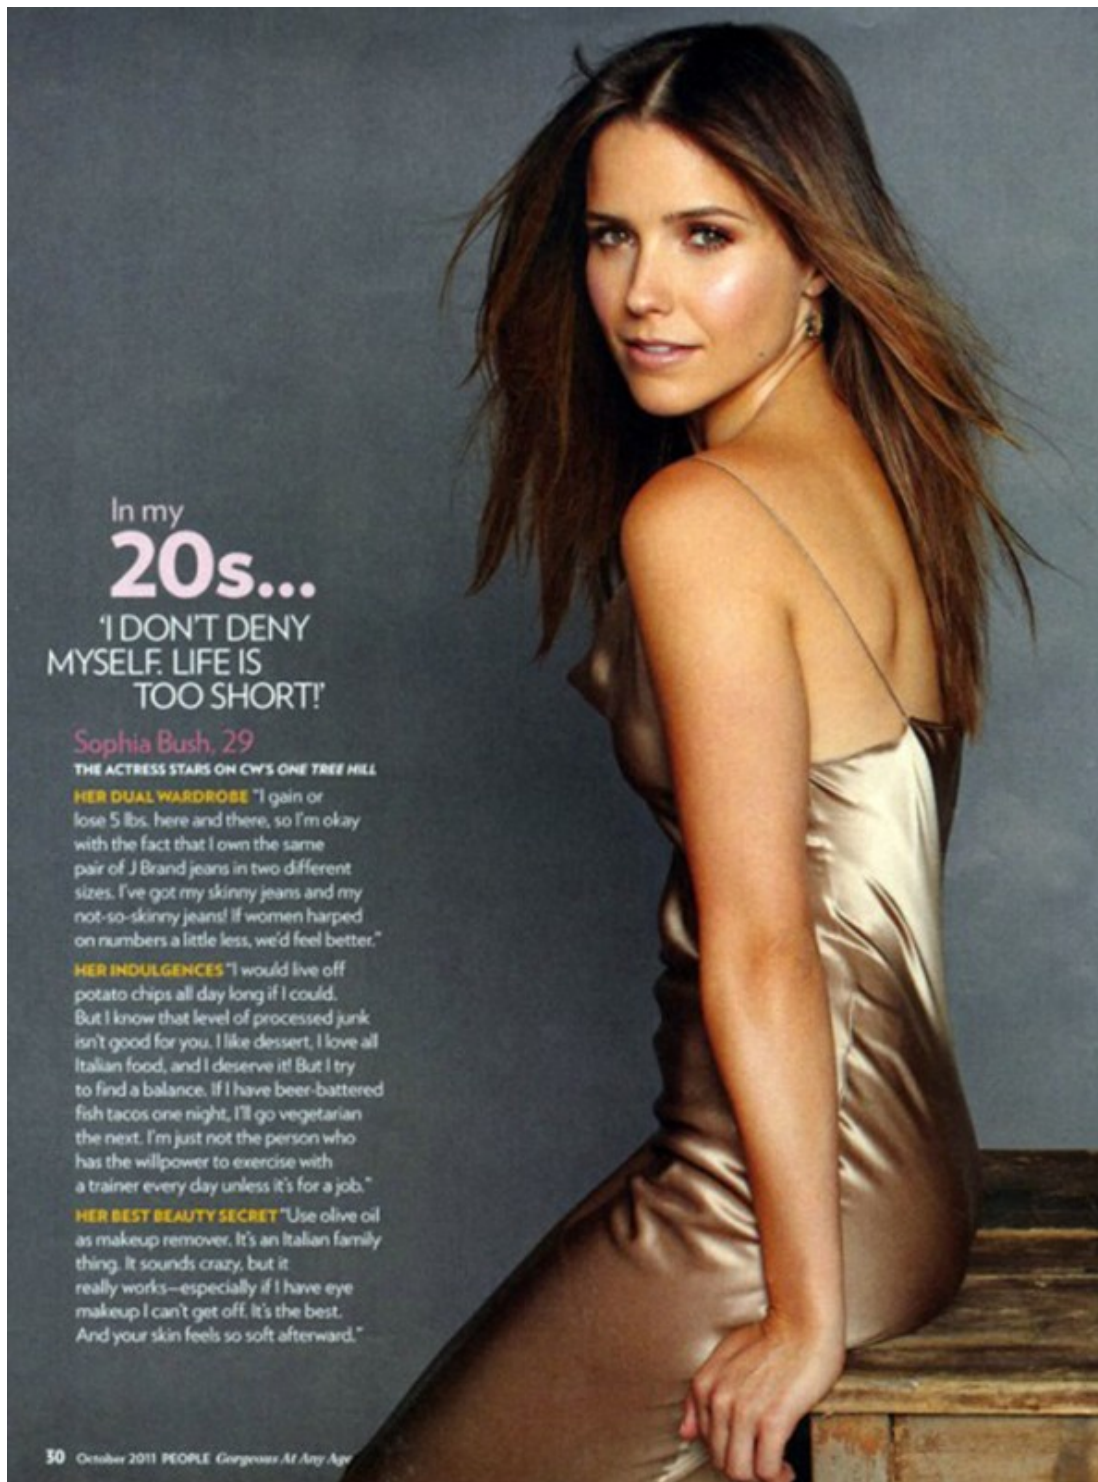 In my
20s...
‘I DON'T DENY
MYSELF. LIFE IS
TOO SHORT!’
Sophia Bush, 29
THE ACTRESS STARS ON CW'S ONE TREE HILL
HER DUAL WARDROBE "I gain or
lose 5 lbs. here and there, so I'm okay
with the fact that I own the same
pair of J Brand jeans in two different
sizes. I've got my skinny jeans and my
not-so-skinny jeans! If women harped
on numbers a little less, we'd feel better."
HER INDULGENCES "I would live off
potato chips all day long if I could.
But I know that level of processed junk
isn't good for you. I like dessert, I love all
Italian food, and I deserve it! But I try
to find a balance. If I have beer-battered
fish tacos one night, I'll go vegetarian
the next. I'm just not the person who
has the willpower to exercise with
a trainer every day unless it's for a job."
HER BEST BEAUTY SECRET "Use olive oil
as makeup remover. It's an Italian family
thing. It sounds crazy, but it
really works—especially if I have eye
makeup I can't get off. It's the best.
And your skin feels so soft afterward."
30 October 2011 PEOPLE Gorgeous At Any Age